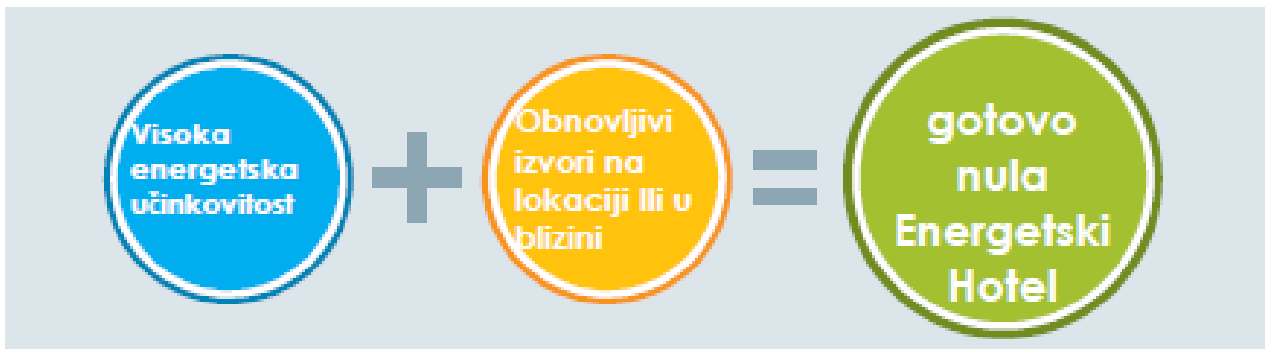 Visoka
energetska
učinkovitost
+
Obnovljivi
izvori na
lokaciji Ili u
blizini
=
gotovo
nula
Energetski
Hotel